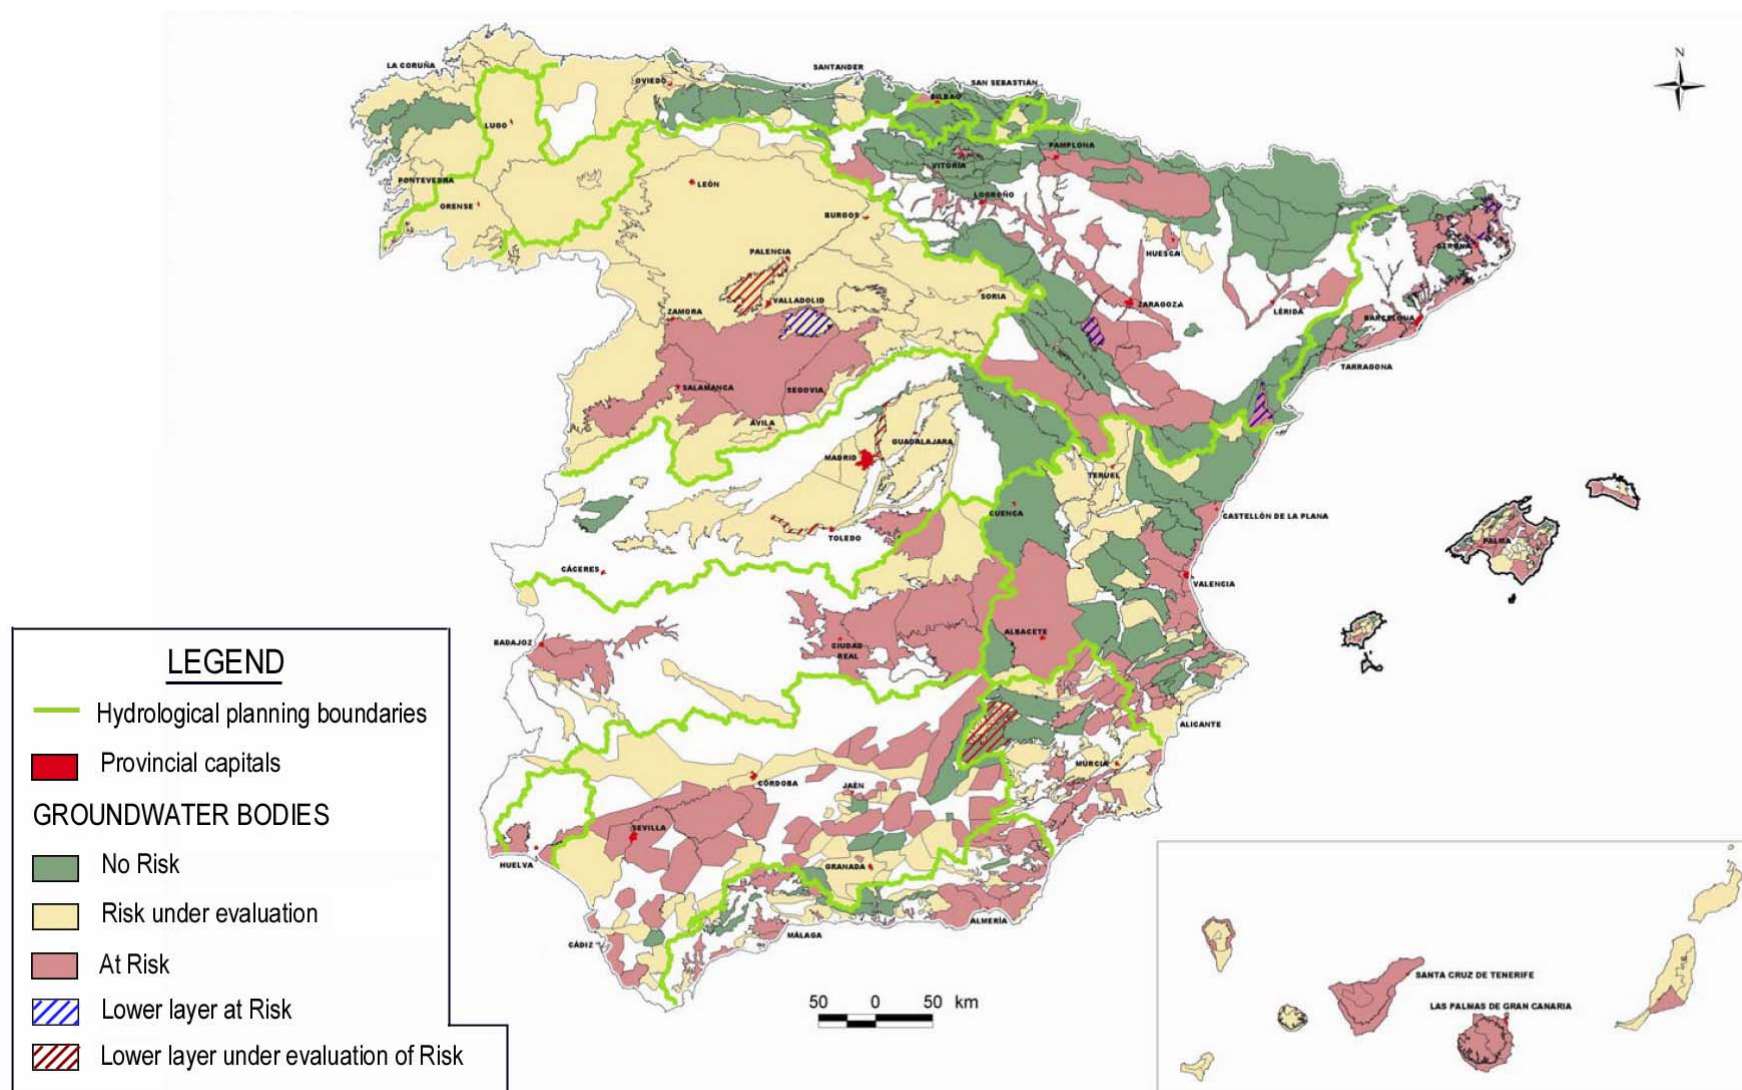 N
LA CORUÑA
OVIEDO
SANTANDER
SAN SEBASTIÁN
BILBAO
LUGO
PAMPLONA
VITORIA
PONTEVEDRA
LEÓN
LOGROÑO
ORENSE
BURGOS
GERONA
PALENCIA
HUESCA
VALLADOLID
SORIA
ZARAGOZA
ZAMORA
LÉRIDA
BARCELONA
TARRAGONA
SALAMANCA
SEGOVIA
ÁVILA
GUADALAJARA
MADRID
TERUEL
CUENCA
CASTELLÓN DE LA PLANA
TOLEDO
PALMA
CÁCERES
VALENCIA
BADAJOZ
ALBACETE
CIUDAD
REAL
ALICANTE
MURCIA
CÓRDOBA
JAÉN
SEVILLA
HUELVA
GRANADA
ALMERÍA
MÁLAGA
CÁDIZ
SANTA CRUZ DE TENERIFE
LAS PALMAS DE GRAN CANARIA
50 0 50 km
LEGEND
Hydrological planning boundaries
Provincial capitals
GROUNDWATER BODIES
No Risk
Risk under evaluation
At Risk
Lower layer at Risk
Lower layer under evaluation of Risk